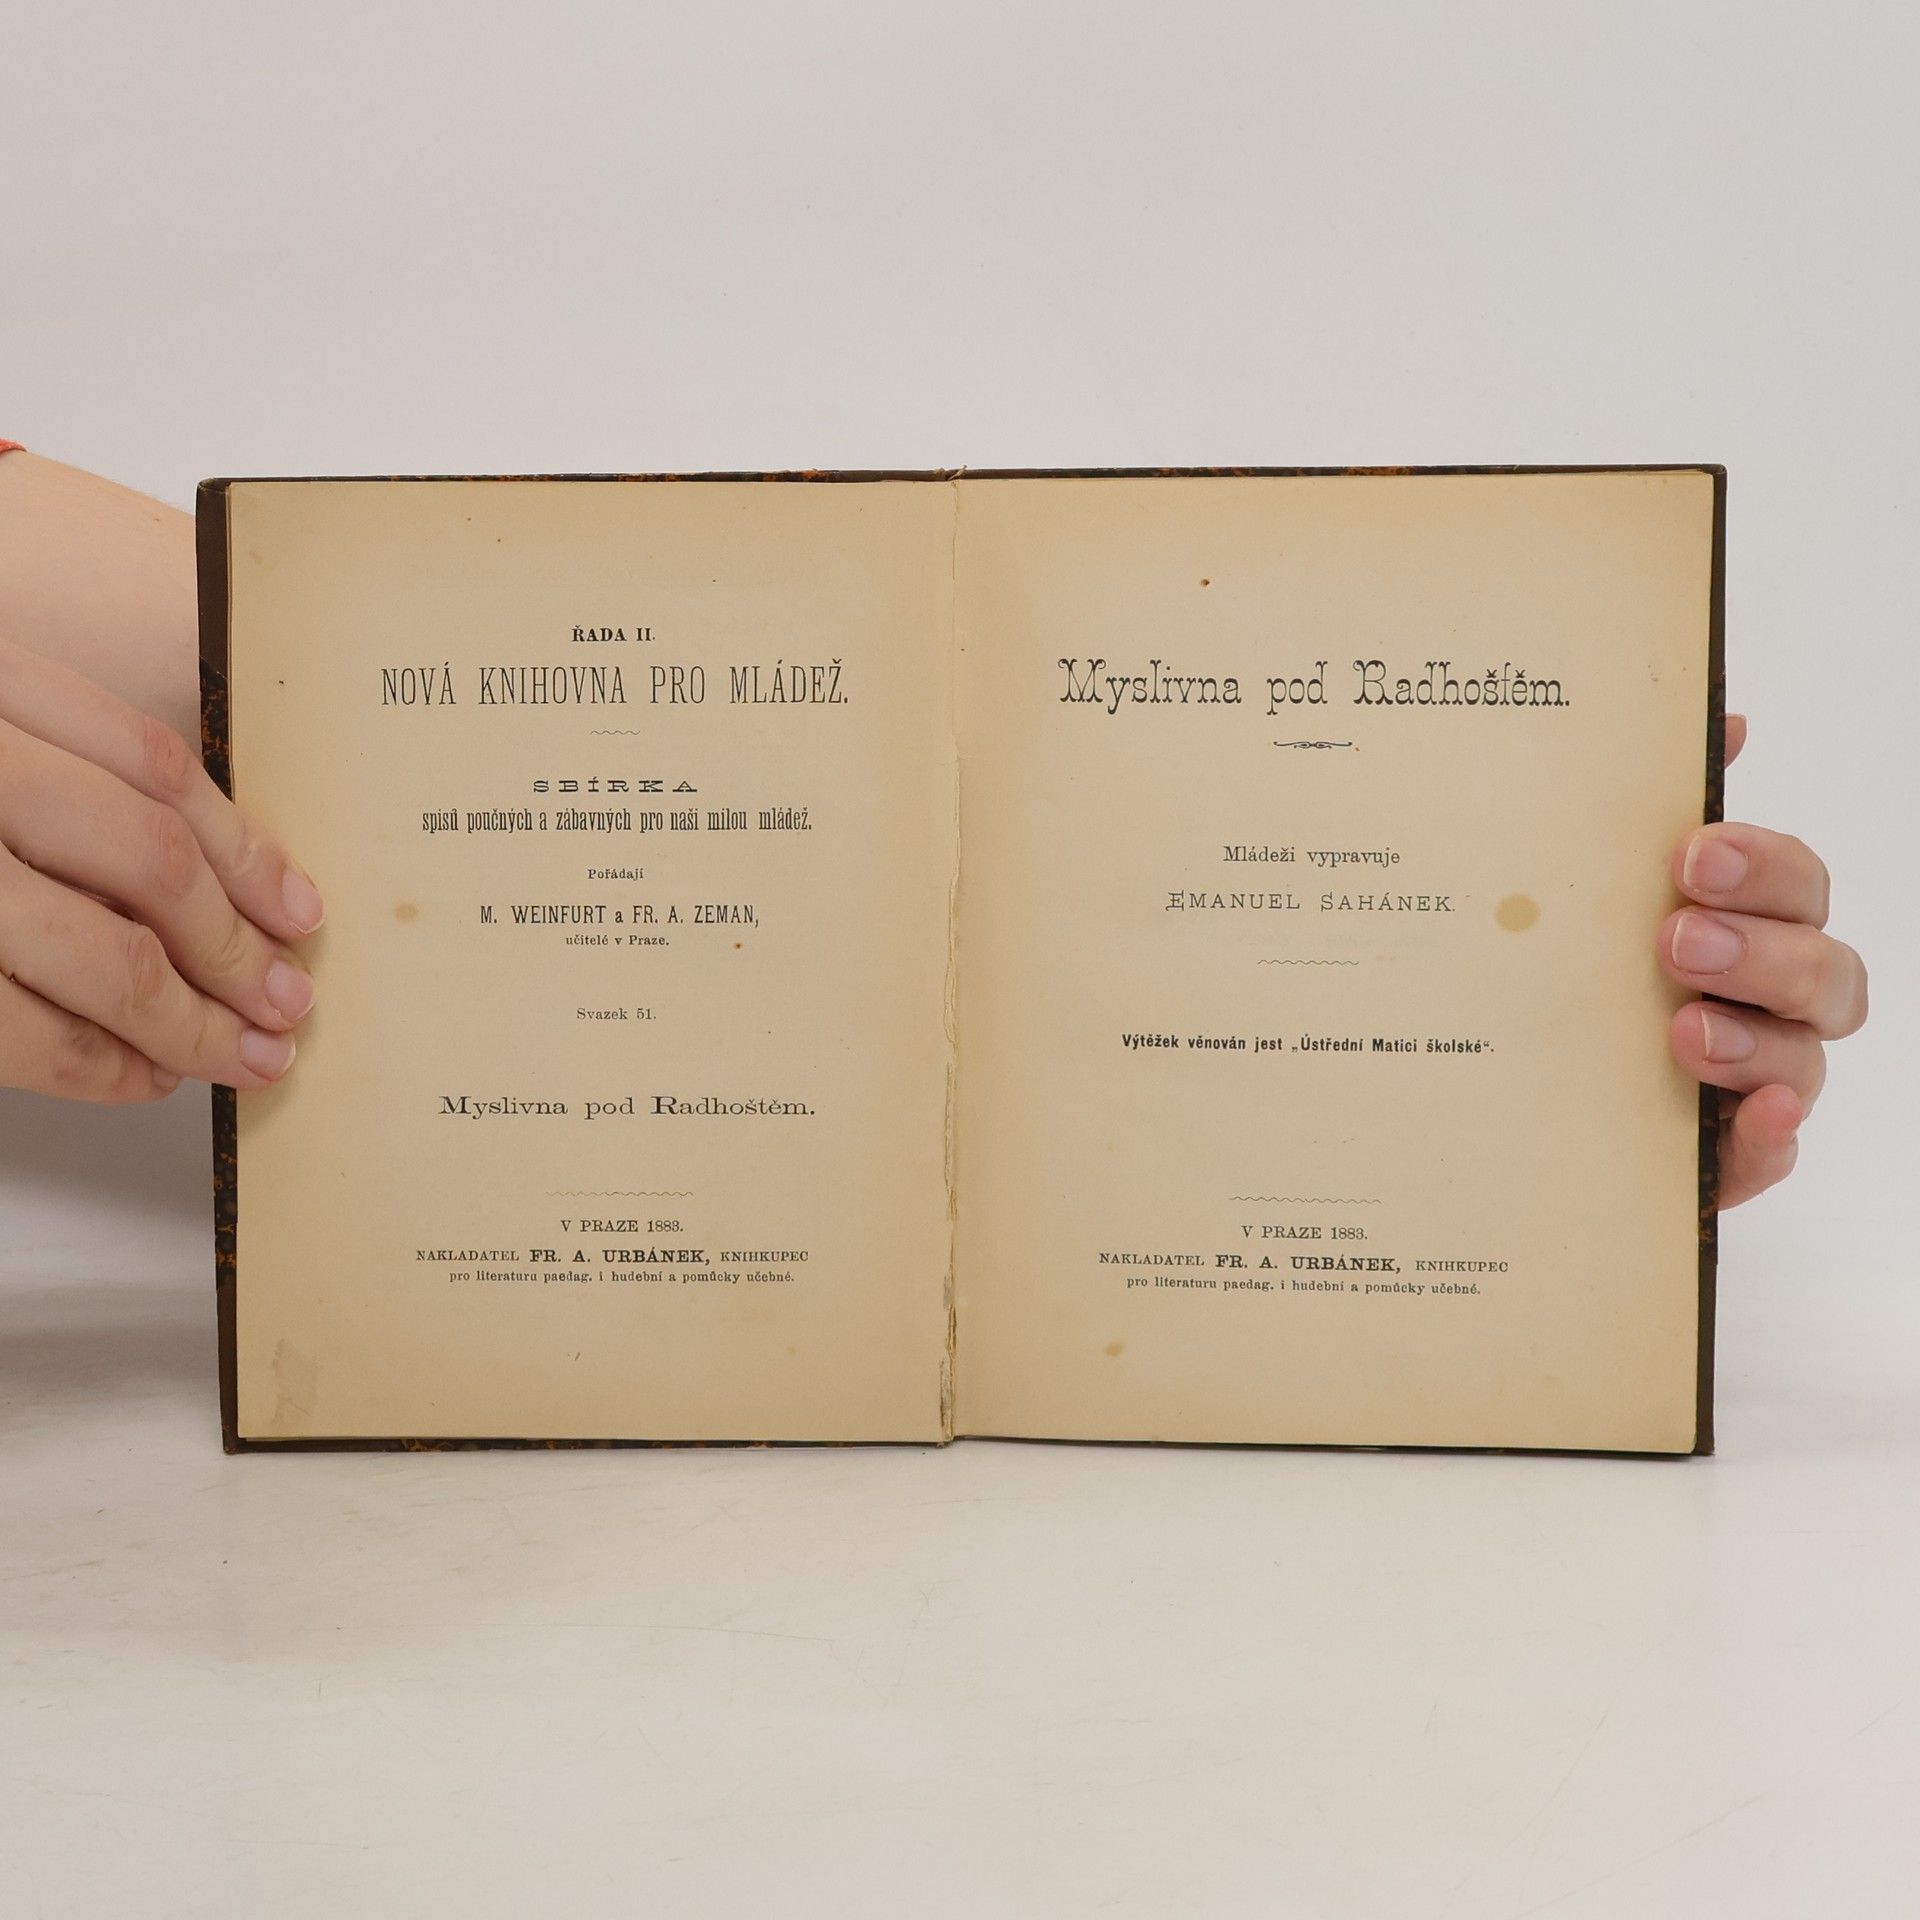 ŘADA II.
NOVÁ KNIHOVNA PRO MLÁDEŽ.
SBÍRKA
spisů poučných a zábavných pro naši milou mládež.
Pořádají
M. WEINFURT a FR. A. ZEMAN,
učitelé v Praze.
Svazek 51.
Myslivna pod Radhoštěm.
V PRAZE 1883.
NAKLADATEL FR. A. URBÁNEK, KNIHKUPEC
pro literaturu paedag. i hudební a pomůcky učebné.
Myslivna pod Radhoštěm.
Mládeži vypravuje
EMANUEL SAHÁNEK.
Výtěžek věnován jest „Ústřední Matici školské“.
V PRAZE 1883.
NAKLADATEL FR. A. URBÁNEK, KNIHKUPEC
pro literaturu paedag. i hudební a pomůcky učebné.